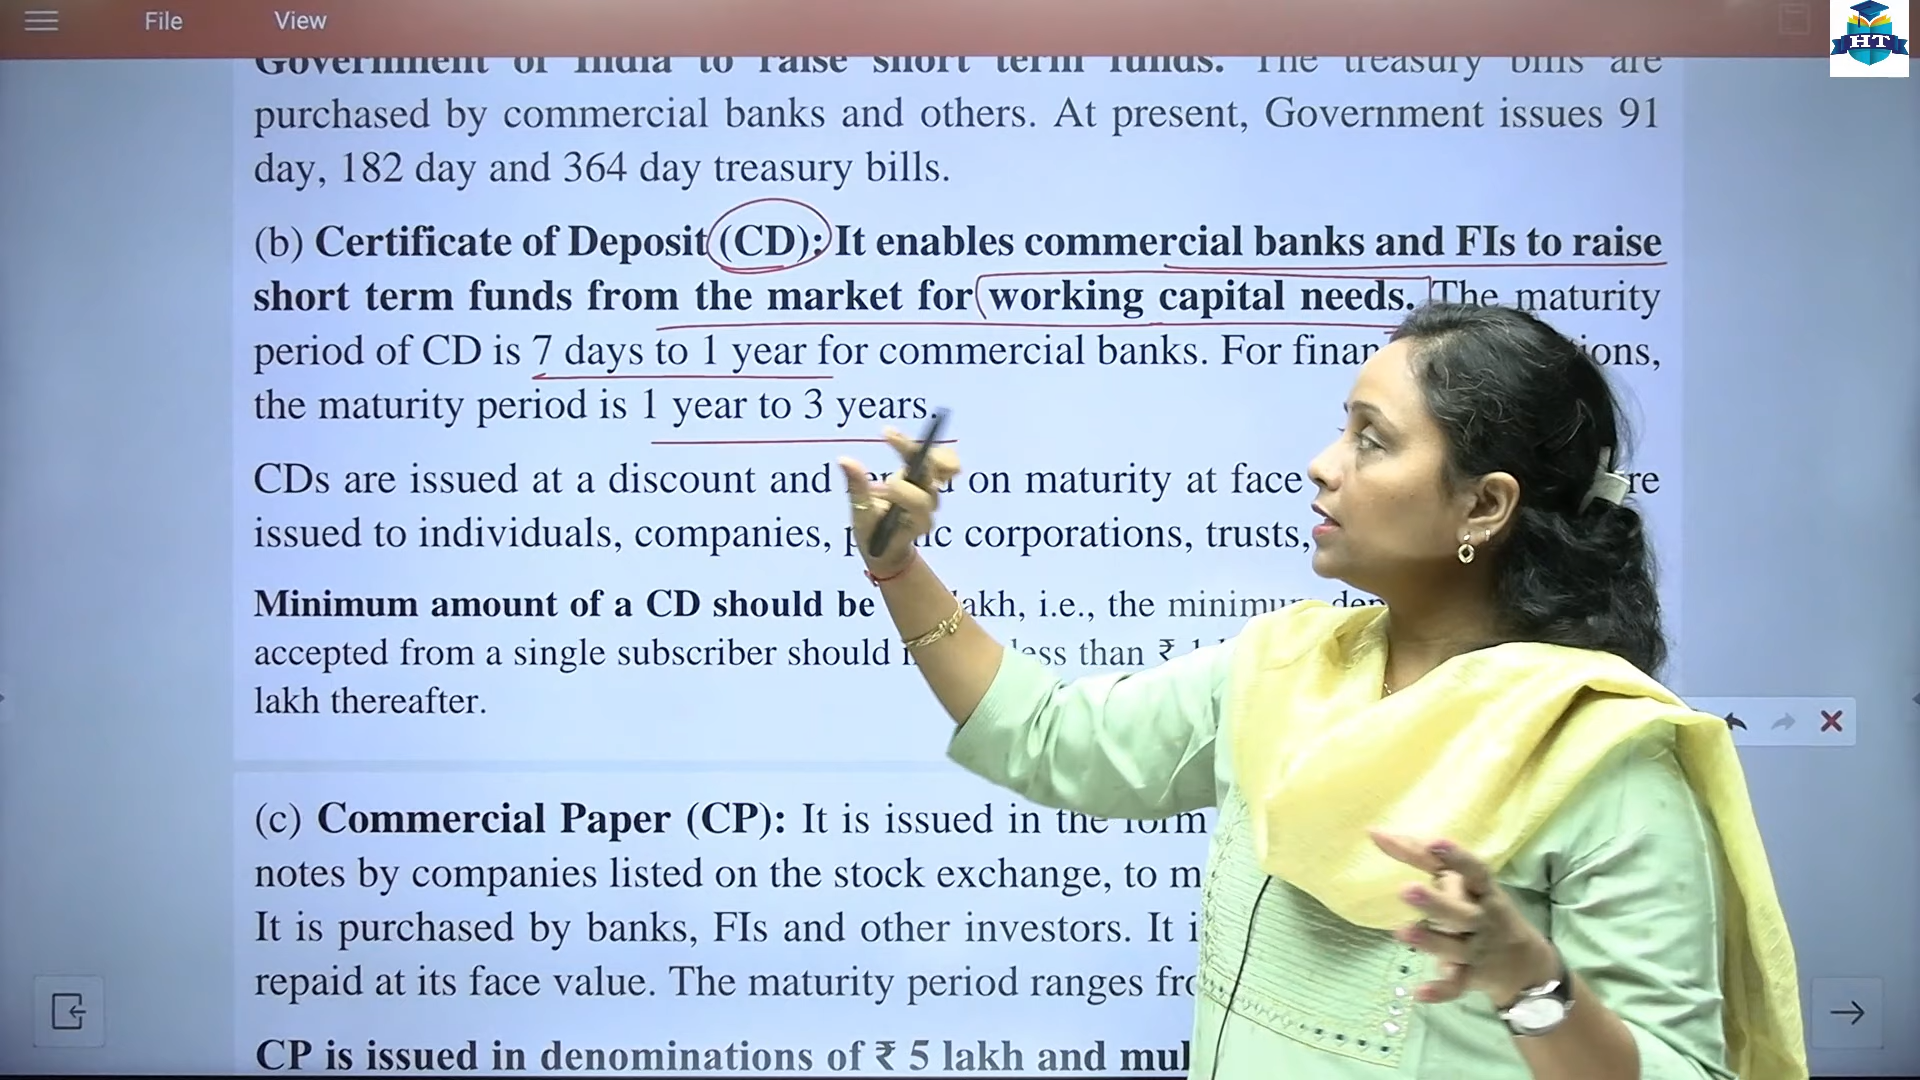 File View
HT
Government of India to raise short term funds. The treasury bills are
purchased by commercial banks and others. At present, Government issues 91
day, 182 day and 364 day treasury bills.
(b) Certificate of Deposit (CD): It enables commercial banks and FIs to raise
short term funds from the market for working capital needs. The maturity
period of CD is 7 days to 1 year for commercial banks. For
the maturity period is 1 year to 3 years.
CDs are issued at a discount and on maturity at face
issued to individuals, companies, corporations, trusts,
Minimum amount of a CD should be lakh, i.e., the minimum
accepted from a single subscriber should less than ₹ 1
lakh thereafter.
(c) Commercial Paper (CP): It is issued in the form
notes by companies listed on the stock exchange, to
It is purchased by banks, FIs and other investors. It
repaid at its face value. The maturity period ranges
CP is issued in denominations of ₹ 5 lakh and